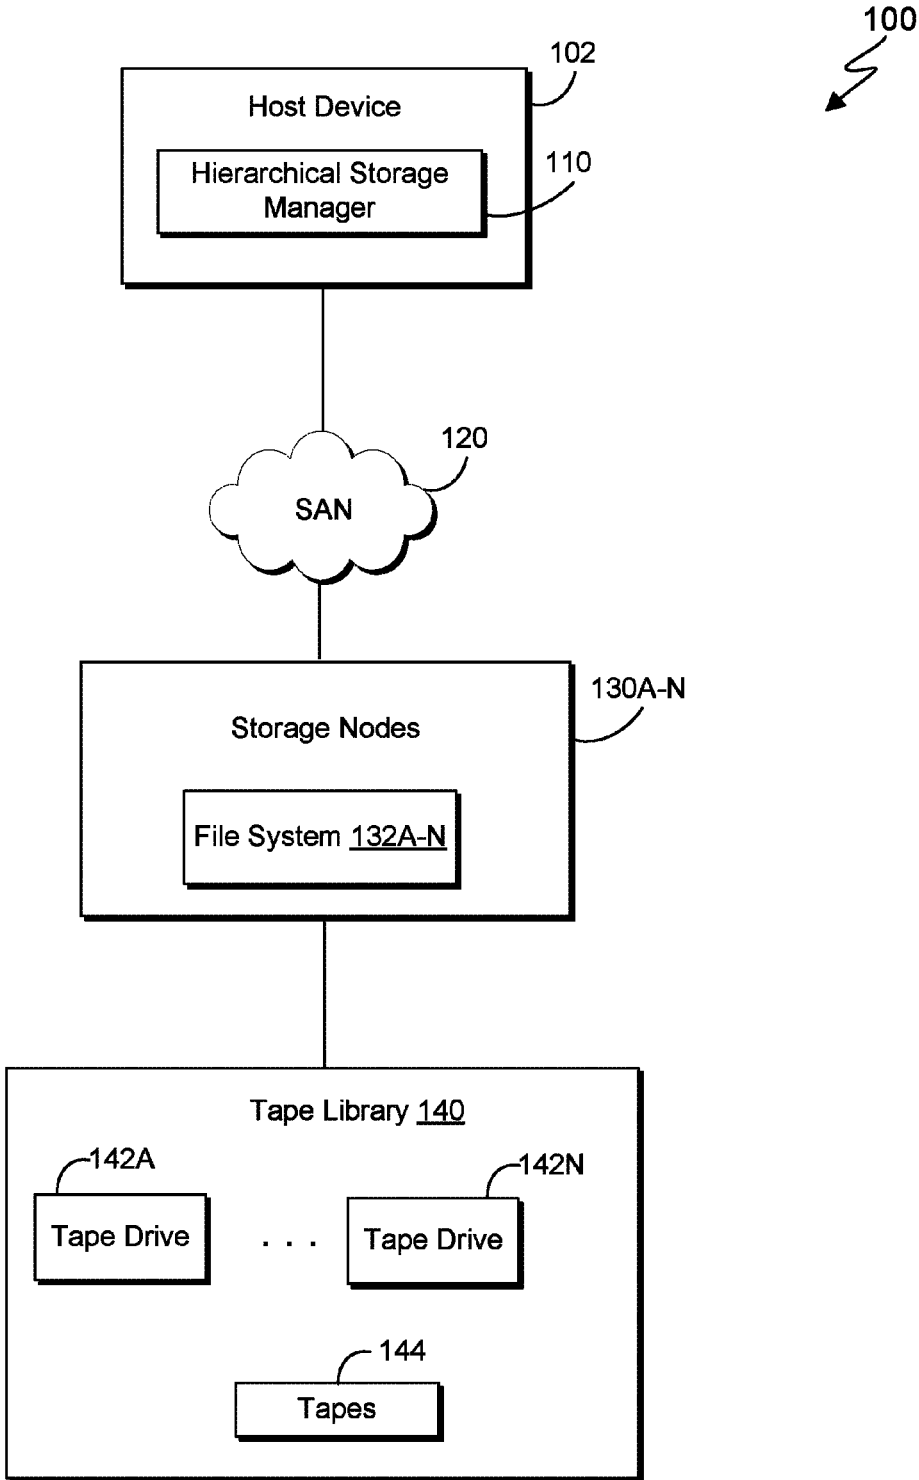 100
102
Host Device
110
Hierarchical Storage
Manager
120
SAN
130A-N
Storage Nodes
File System 132A-N
Tape Library 140
142A
142N
Tape Drive
. . .
Tape Drive
144
Tapes